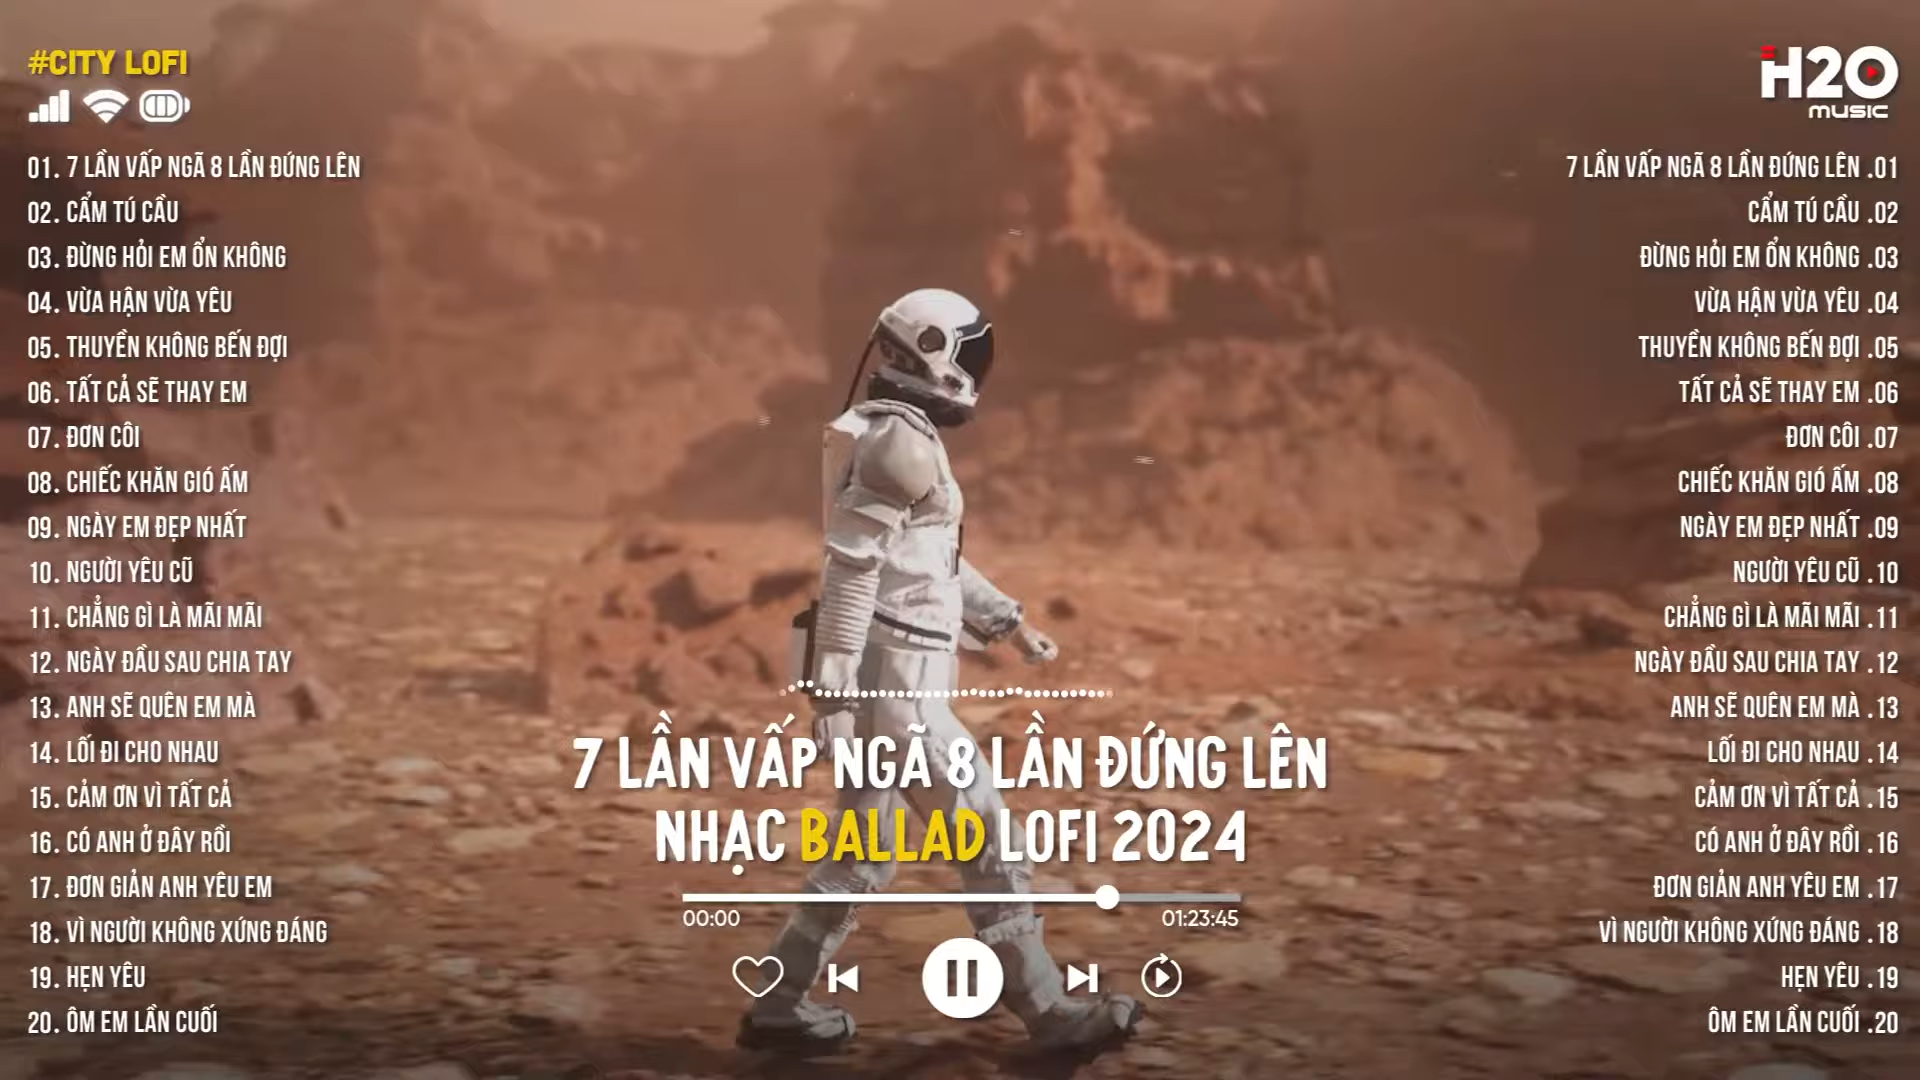 #CITY LOFI
H2O
MUSIC
01. 7 LẦN VẤP NGÃ 8 LẦN ĐỨNG LÊN
02. CẨM TÚ CẦU
03. ĐỪNG HỎI EM ỔN KHÔNG
04. VỪA HẬN VỪA YÊU
05. THUYỀN KHÔNG BẾN ĐỢI
06. TẤT CẢ SẼ THAY EM
07. ĐƠN CÔI
08. CHIẾC KHĂN GIÓ ẤM
09. NGÀY EM ĐẸP NHẤT
10. NGƯỜI YÊU CŨ
11. CHẲNG GÌ LÀ MÃI MÃI
12. NGÀY ĐẦU SAU CHIA TAY
13. ANH SẼ QUÊN EM MÀ
14. LỐI ĐI CHO NHAU
15. CẢM ƠN VÌ TẤT CẢ
16. CÓ ANH Ở ĐÂY RỒI
17. ĐƠN GIẢN ANH YÊU EM
18. VÌ NGƯỜI KHÔNG XỨNG ĐÁNG
19. HẸN YÊU
20. ÔM EM LẦN CUỐI
7 LẦN VẤP NGÃ 8 LẦN ĐỨNG LÊN .01
CẨM TÚ CẦU .02
ĐỪNG HỎI EM ỔN KHÔNG .03
VỪA HẬN VỪA YÊU .04
THUYỀN KHÔNG BẾN ĐỢI .05
TẤT CẢ SẼ THAY EM .06
ĐƠN CÔI .07
CHIẾC KHĂN GIÓ ẤM .08
NGÀY EM ĐẸP NHẤT .09
NGƯỜI YÊU CŨ .10
CHẲNG GÌ LÀ MÃI MÃI .11
NGÀY ĐẦU SAU CHIA TAY .12
ANH SẼ QUÊN EM MÀ .13
LỐI ĐI CHO NHAU .14
CẢM ƠN VÌ TẤT CẢ .15
CÓ ANH Ở ĐÂY RỒI .16
ĐƠN GIẢN ANH YÊU EM .17
VÌ NGƯỜI KHÔNG XỨNG ĐÁNG .18
HẸN YÊU .19
ÔM EM LẦN CUỐI .20
7 LẦN VẤP NGÃ 8 LẦN ĐỨNG LÊN
NHẠC BALLAD LOFI 2024
00:00 01:23:45